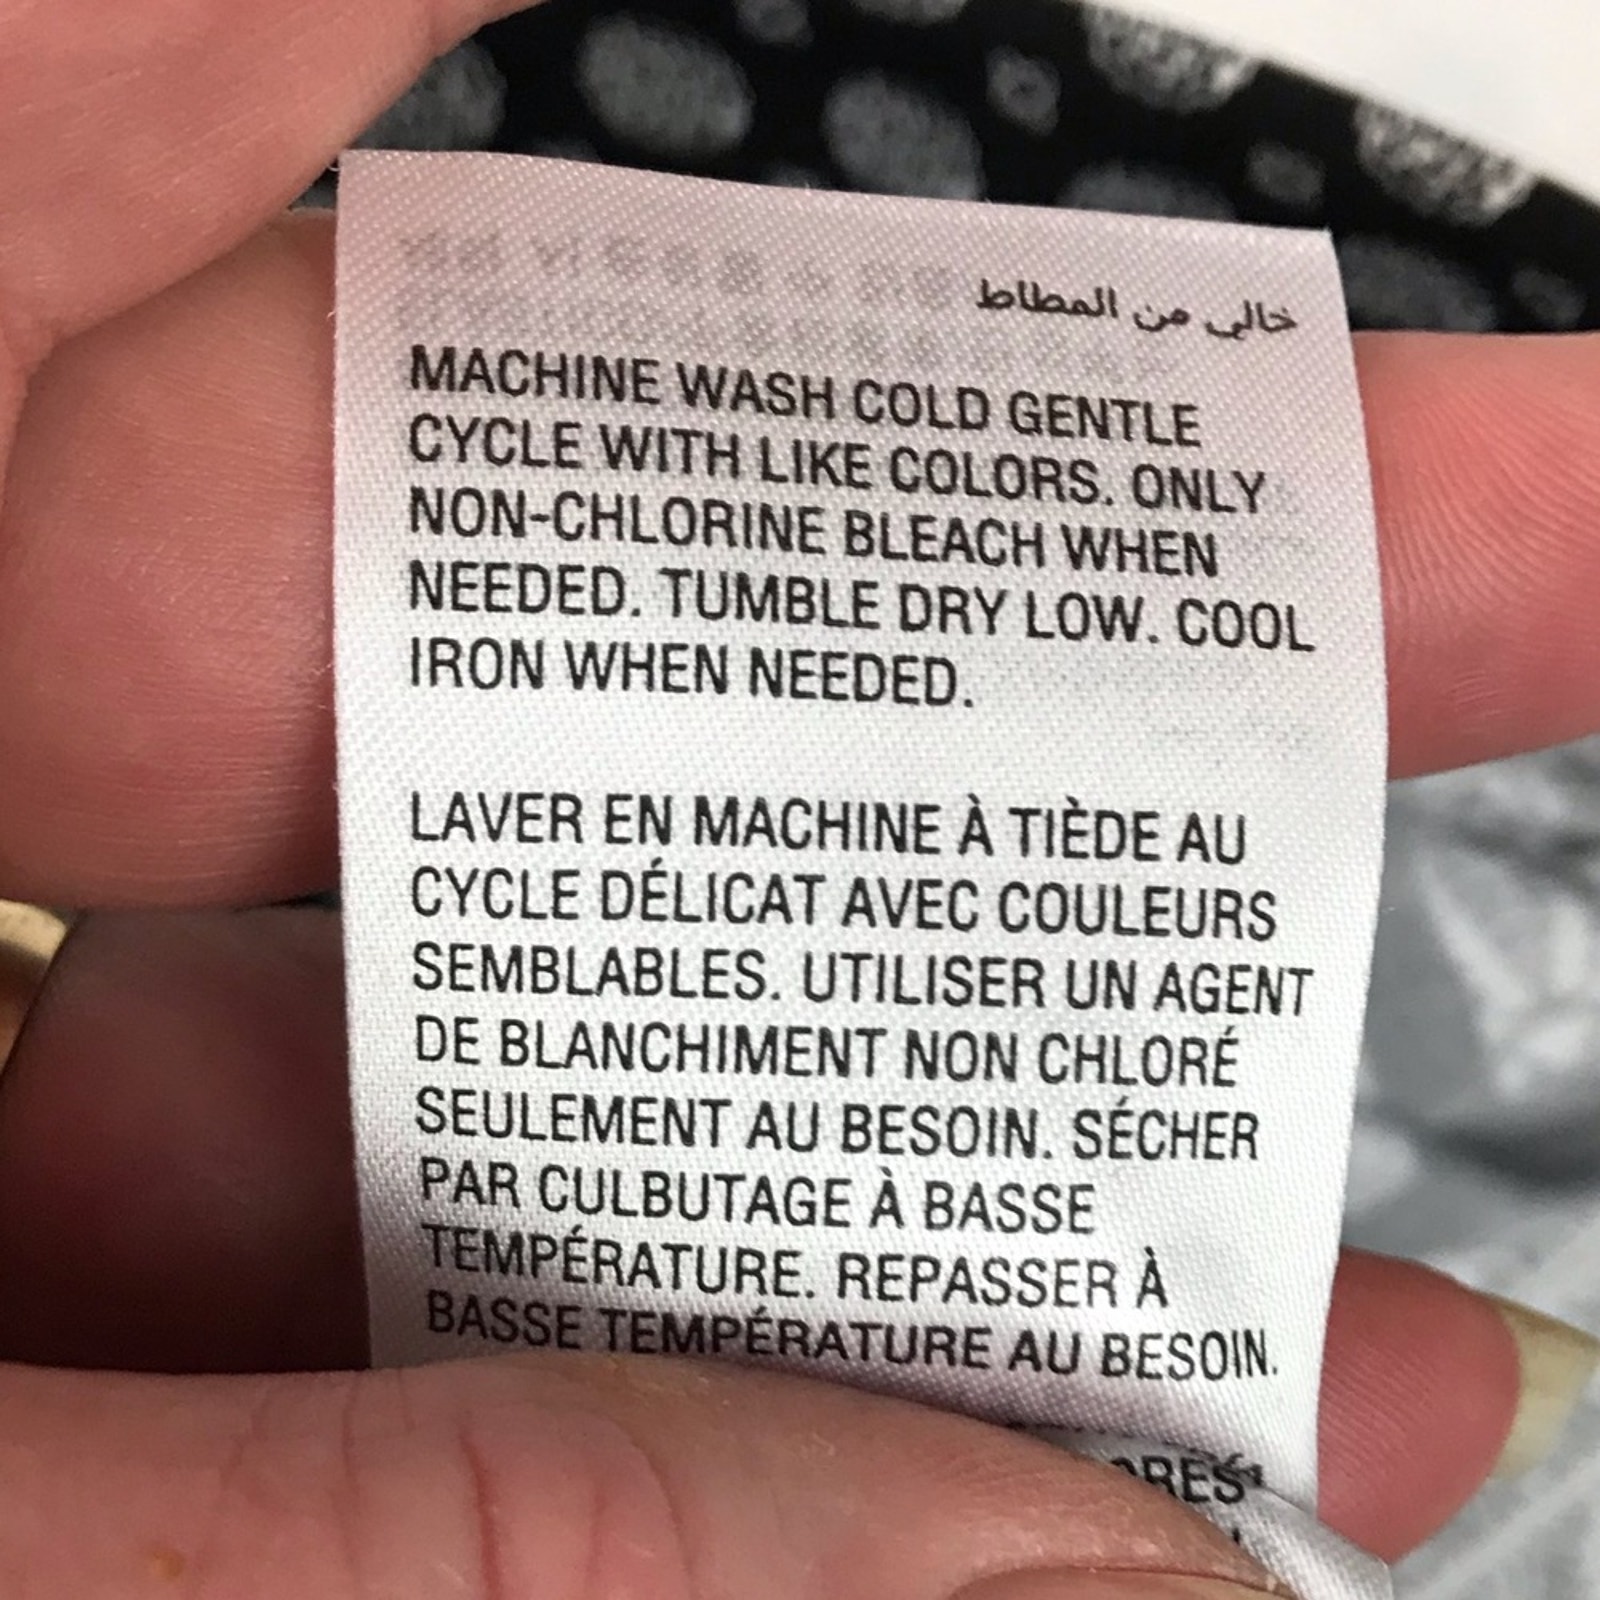 خالي من المطاط
MACHINE WASH COLD GENTLE
CYCLE WITH LIKE COLORS. ONLY
NON-CHLORINE BLEACH WHEN
NEEDED. TUMBLE DRY LOW. COOL
IRON WHEN NEEDED.
LAVER EN MACHINE À TIÈDE AU
CYCLE DÉLICAT AVEC COULEURS
SEMBLABLES. UTILISER UN AGENT
DE BLANCHIMENT NON CHLORÉ
SEULEMENT AU BESOIN. SÉCHER
PAR CULBUTAGE À BASSE
TEMPÉRATURE. REPASSER À
BASSE TEMPÉRATURE AU BESOIN.